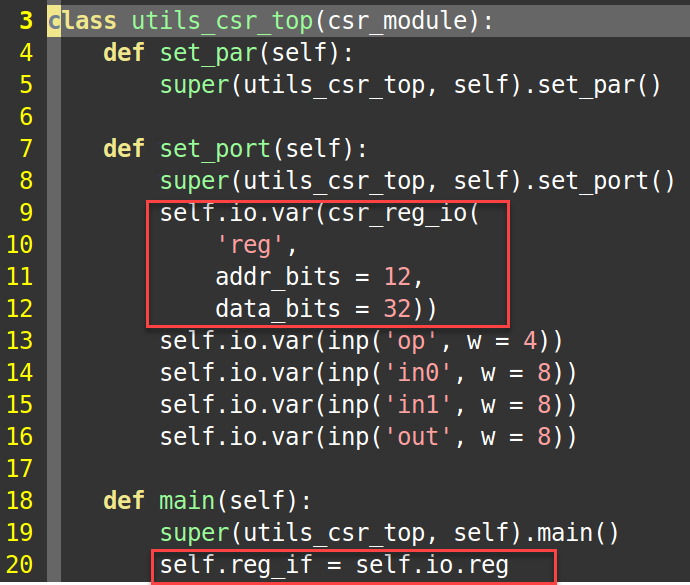 3 class utils_csr_top(csr_module):
4     def set_par(self):
5         super(utils_csr_top, self).set_par()
6
7     def set_port(self):
8         super(utils_csr_top, self).set_port()
9         self.io.var(csr_reg_io(
10             'reg',
11             addr_bits = 12,
12             data_bits = 32))
13         self.io.var(inp('op', w = 4))
14         self.io.var(inp('in0', w = 8))
15         self.io.var(inp('in1', w = 8))
16         self.io.var(inp('out', w = 8))
17
18     def main(self):
19         super(utils_csr_top, self).main()
20         self.reg_if = self.io.reg